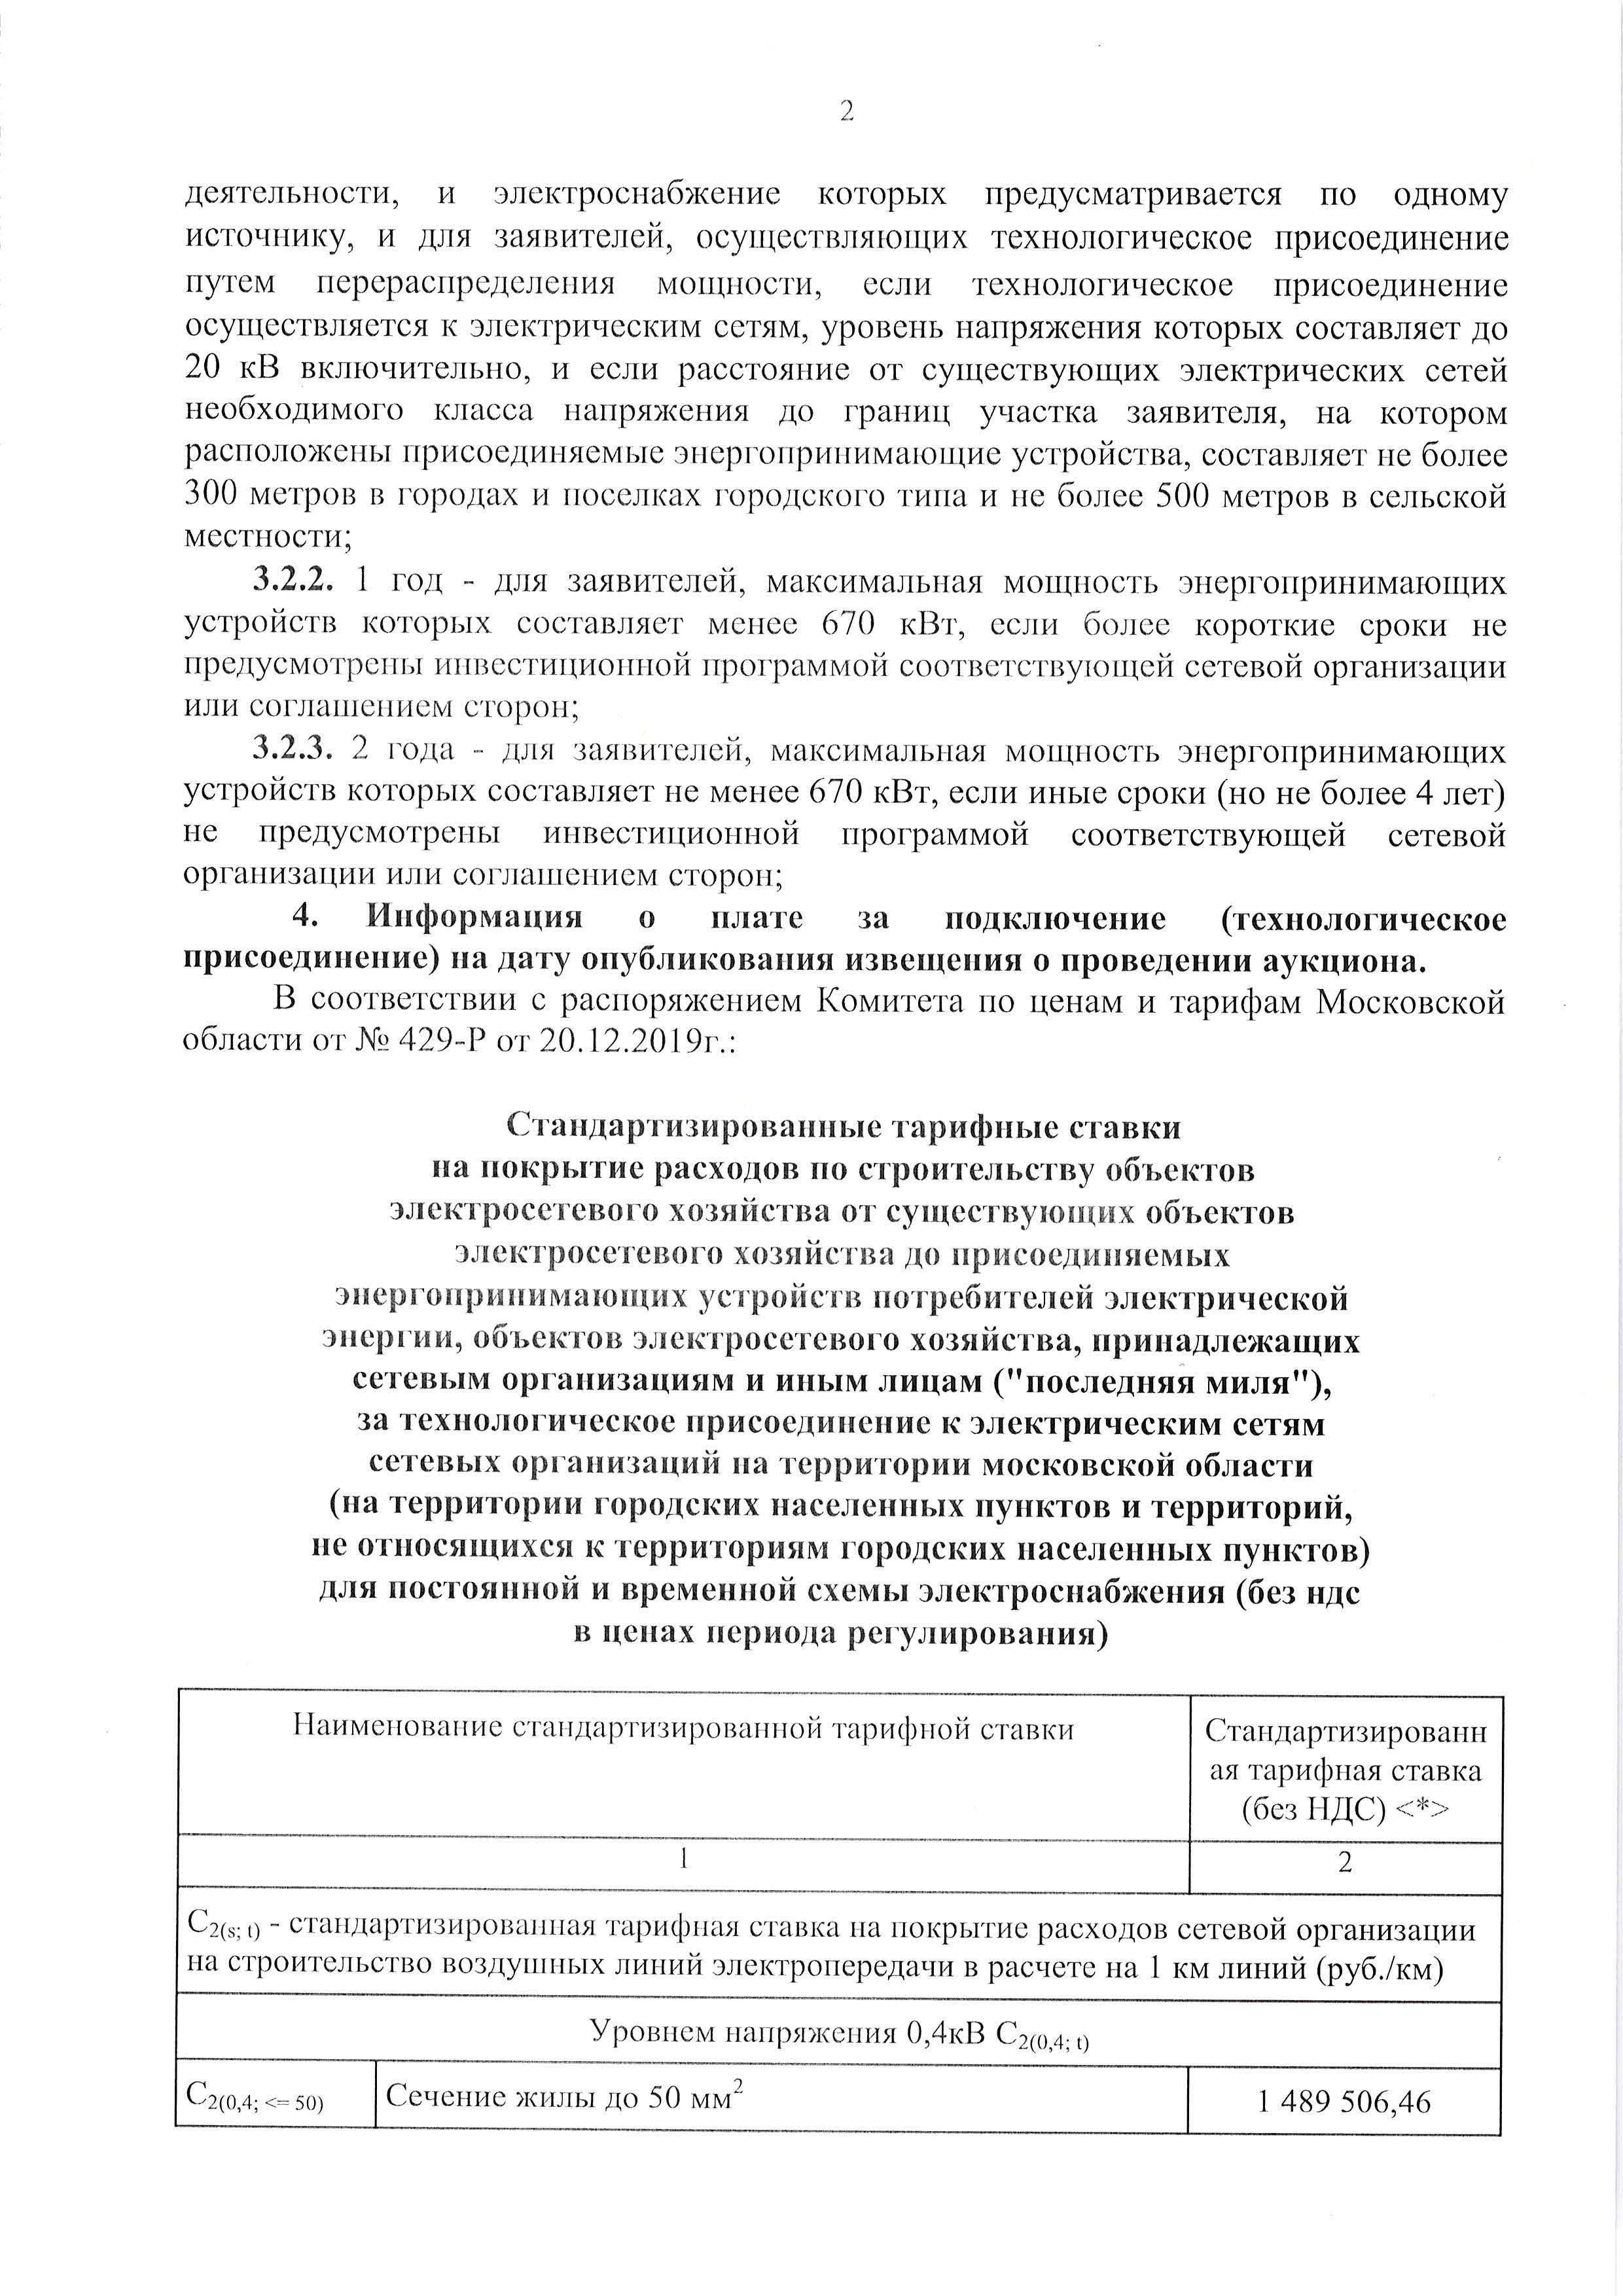 2
деятельности, и электроснабжение которых предусматривается по одному
источнику, и для заявителей, осуществляющих технологическое присоединение
путем перераспределения мощности, если технологическое присоединение
осуществляется к электрическим сетям, уровень напряжения которых составляет до
20 кВ включительно, и если расстояние от существующих электрических сетей
необходимого класса напряжения до границ участка заявителя, на котором
расположены присоединяемые энергопринимающие устройства, составляет не более
300 метров в городах и поселках городского типа и не более 500 метров в сельской
местности;
3.2.2. 1 год - для заявителей, максимальная мощность энергопринимающих
устройств которых составляет менее 670 кВт, если более короткие сроки не
предусмотрены инвестиционной программой соответствующей сетевой организации
или соглашением сторон;
3.2.3. 2 года - для заявителей, максимальная мощность энергопринимающих
устройств которых составляет не менее 670 кВт, если иные сроки (но не более 4 лет)
не предусмотрены инвестиционной программой соответствующей сетевой
организации или соглашением сторон;
4. Информация о плате за подключение (технологическое
присоединение) на дату опубликования извещения о проведении аукциона.
В соответствии с распоряжением Комитета по ценам и тарифам Московской
области от № 429-Р от 20.12.2019г.:
Стандартизированные тарифные ставки
на покрытие расходов по строительству объектов
электросетевого хозяйства от существующих объектов
электросетевого хозяйства до присоединяемых
энергопринимающих устройств потребителей электрической
энергии, объектов электросетевого хозяйства, принадлежащих
сетевым организациям и иным лицам ("последняя миля"),
за технологическое присоединение к электрическим сетям
сетевых организаций на территории московской области
(на территории городских населенных пунктов и территорий,
не относящихся к территориям городских населенных пунктов)
для постоянной и временной схемы электроснабжения (без ндс
в ценах периода регулирования)
Наименование стандартизированной тарифной ставки
Стандартизированн
ая тарифная ставка
(без НДС) <*>
1
2
С2(s; t) - стандартизированная тарифная ставка на покрытие расходов сетевой организации
на строительство воздушных линий электропередачи в расчете на 1 км линий (руб./км)
Уровнем напряжения 0,4кВ С2(0,4; t)
С2(0,4; <= 50)
Сечение жилы до 50 мм²
1 489 506,46